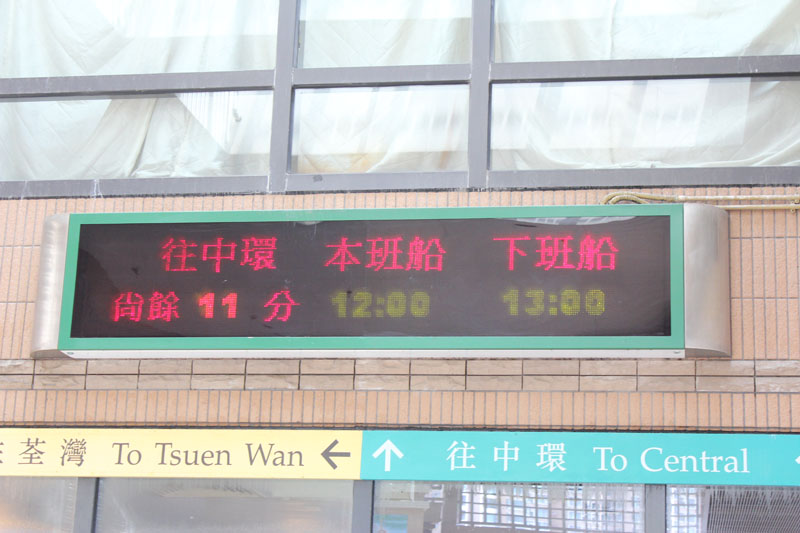 往中環 本班船 下班船
尚餘 11 分 12:00 13:00
荃灣 To Tsuen Wan ← ↑ 往中環 To Central